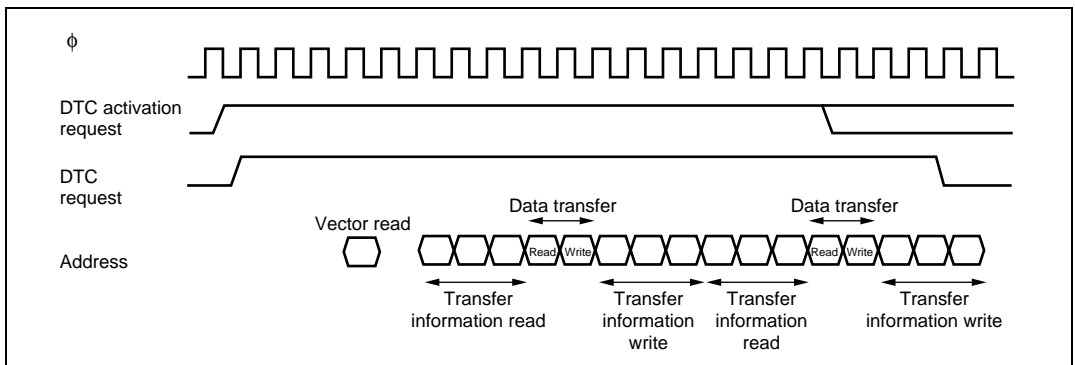 ϕ
DTC activation
request
DTC
request
Data transfer
Data transfer
Vector read
Address
Read
Write
Read
Write
Transfer
information read
Transfer
information
write
Transfer
information
read
Transfer
information write